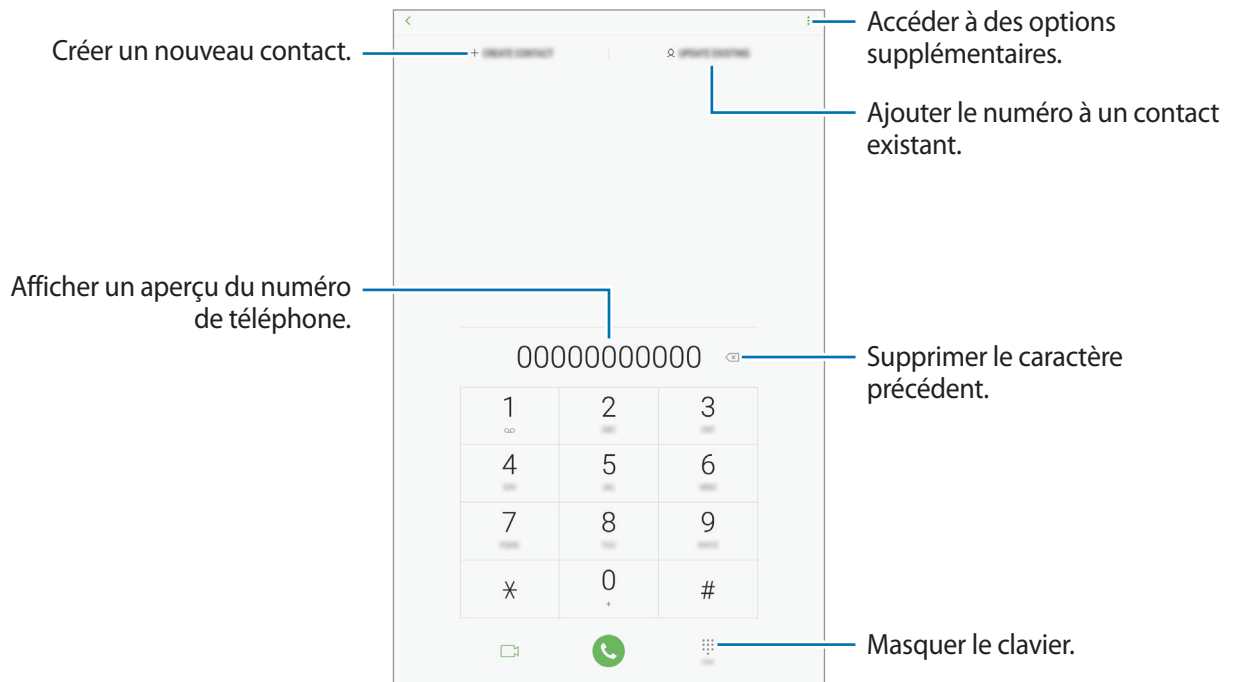 Accéder à des options
supplémentaires.
Créer un nouveau contact.
Ajouter le numéro à un contact
existant.
Afficher un aperçu du numéro
de téléphone.
00000000000
Supprimer le caractère
précédent.
1 2 3
4 5 6
7 8 9
* 0 #
+
Masquer le clavier.